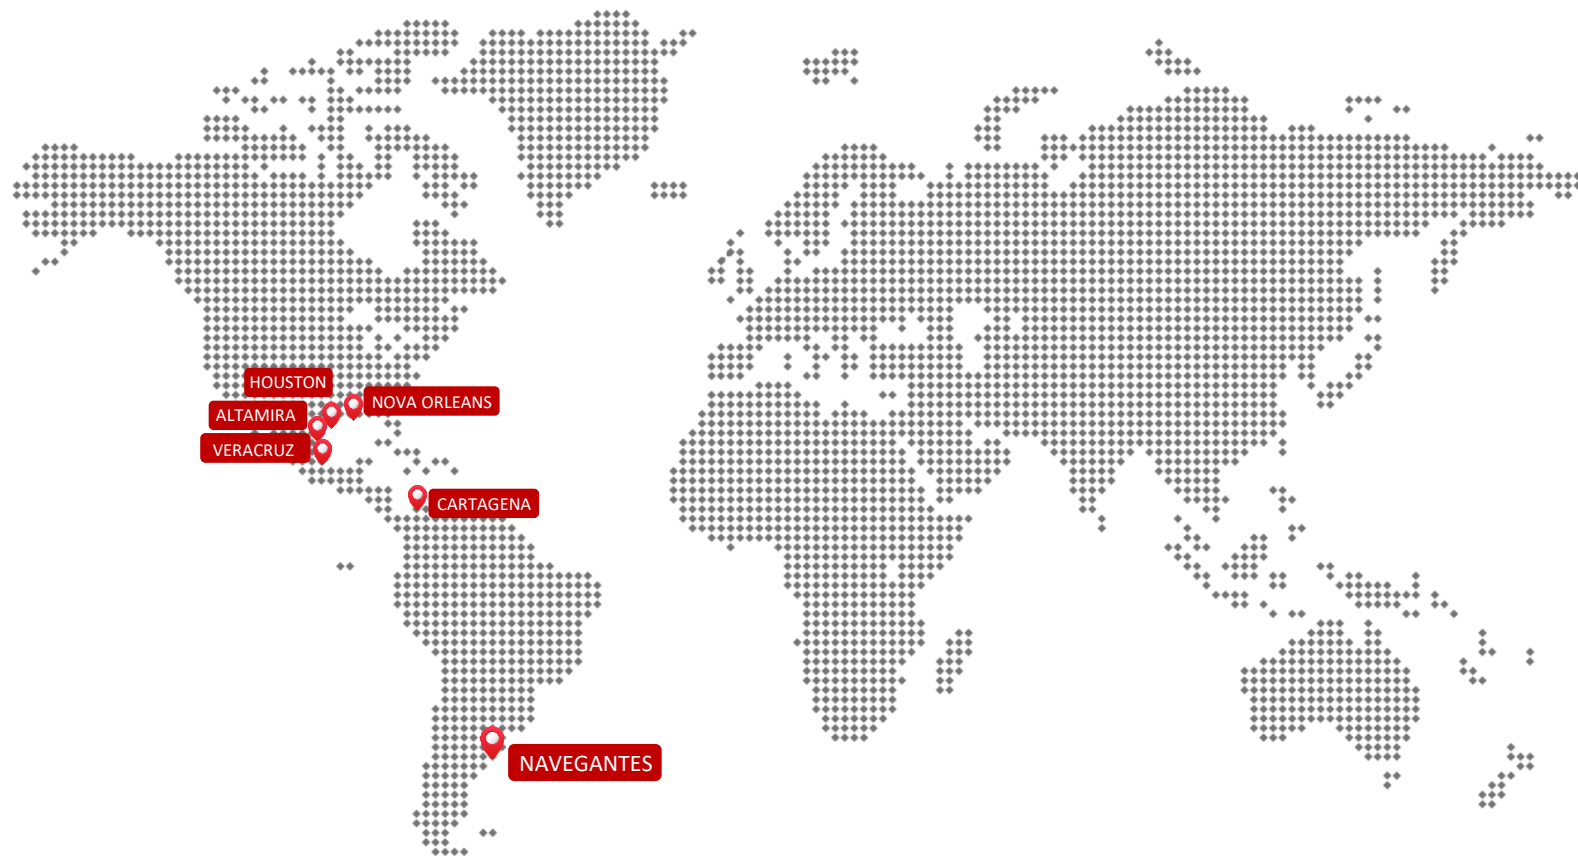 HOUSTON
NOVA ORLEANS
ALTAMIRA
VERACRUZ
CARTAGENA
NAVEGANTES